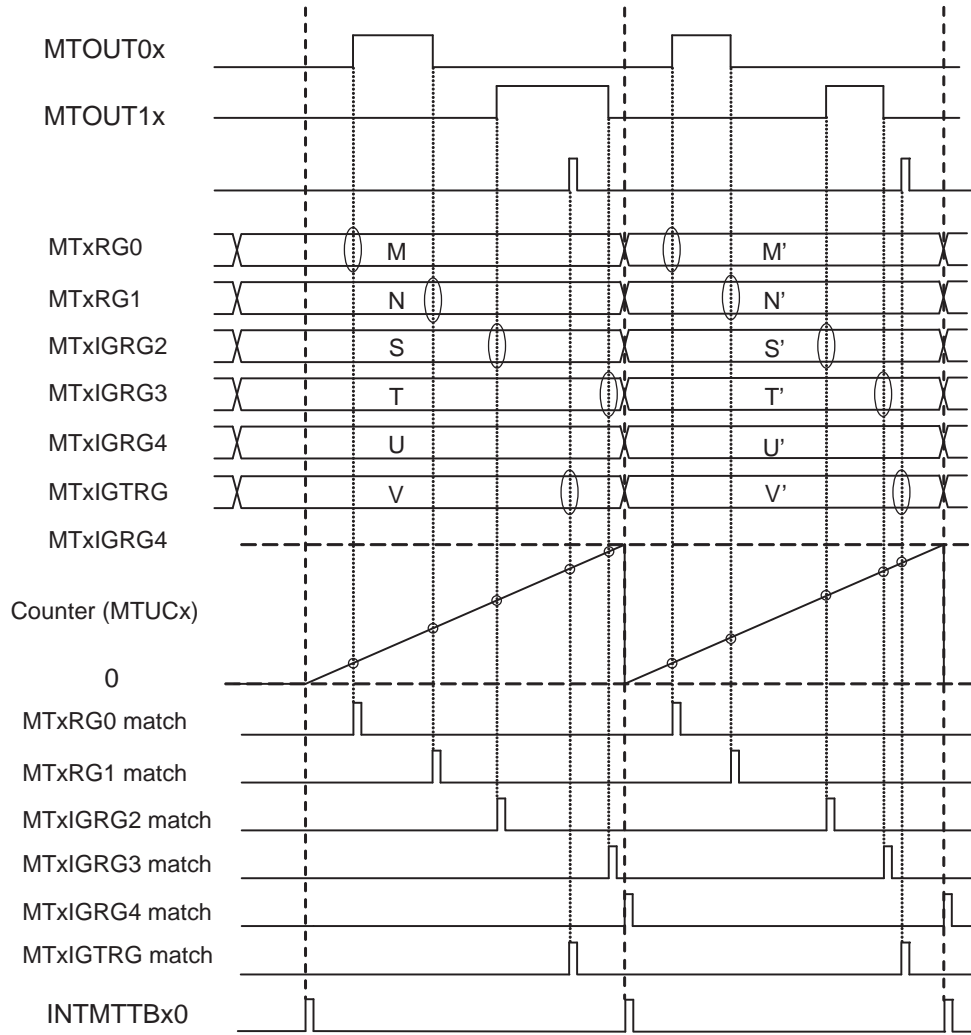 MTOUT0x
MTOUT1x
MTxRG0 M M'
MTxRG1 N N'
MTxIGRG2 S S'
MTxIGRG3 T T'
MTxIGRG4 U U'
MTxIGTRG V V'
MTxIGRG4
Counter (MTUCx)
0
MTxRG0 match
MTxRG1 match
MTxIGRG2 match
MTxIGRG3 match
MTxIGRG4 match
MTxIGTRG match
INTMTTBx0